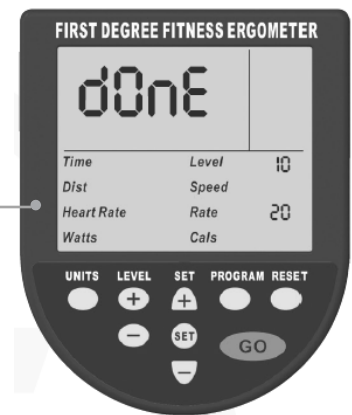 FIRST DEGREE FITNESS ERGOMETER
d0nE
Time Level 10
Dist Speed
Heart Rate Rate 20
Watts Cals
UNITS LEVEL SET PROGRAM RESET
+ +
- SET GO
-